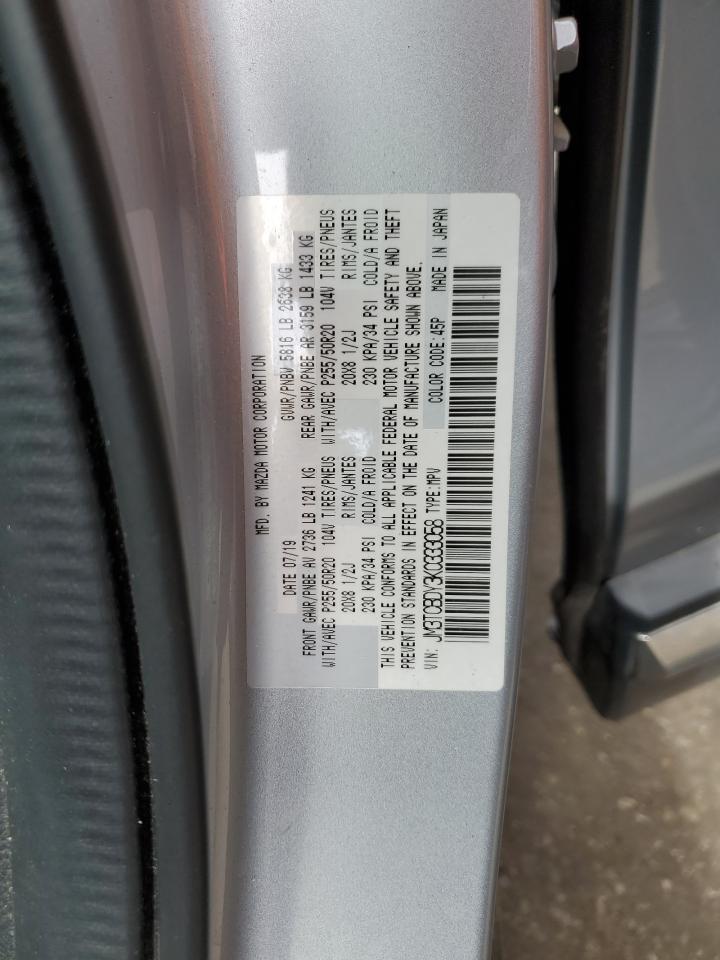 MFD. BY MAZDA MOTOR CORPORATION
DATE 07/19 GVWR/PNBV 5816 LB 2638 KG
FRONT GAWR/PNBE AV 2736 LB 1241 KG REAR GAWR/PNBE AR 3159 LB 1433 KG
WITH/AVEC P255/50R20 104V TIRES/PNEUS WITH/AVEC P255/50R20 104V TIRES/PNEUS
20X8 1/2J RIMS/JANTES 20X8 1/2J RIMS/JANTES
230 KPA/34 PSI COLD/A FROID 230 KPA/34 PSI COLD/A FROID
THIS VEHICLE CONFORMS TO ALL APPLICABLE FEDERAL MOTOR VEHICLE SAFETY AND THEFT
PREVENTION STANDARDS IN EFFECT ON THE DATE OF MANUFACTURE SHOWN ABOVE.
VIN: JM3TCBDY3K0333058 TYPE:MPV COLOR CODE:45P MADE IN JAPAN